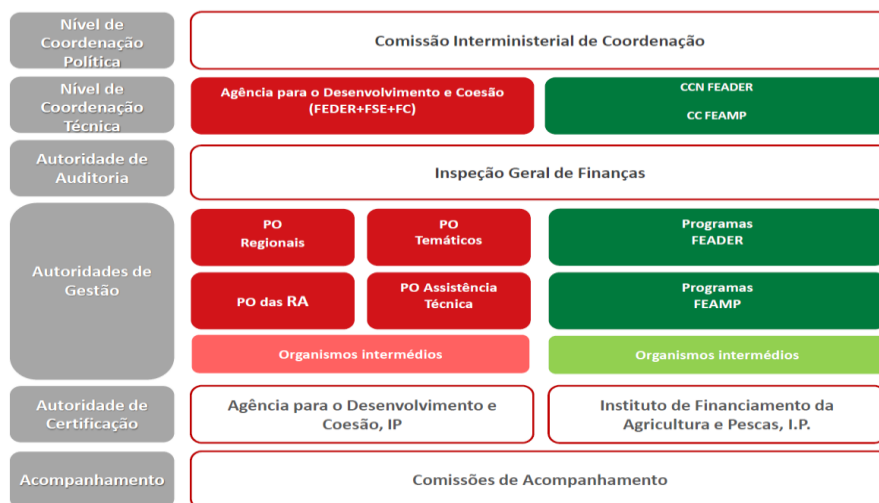 Nível de
Coordenação
Política
Comissão Interministerial de Coordenação
Nível de
Coordenação
Técnica
Agência para o Desenvolvimento e Coesão
(FEDER+FSE+FC)
CCN FEADER
CC FEAMP
Autoridade de
Auditoria
Inspeção Geral de Finanças
Autoridades de
Gestão
PO
Regionais
PO
Temáticos
Programas
FEADER
PO das RA
PO Assistência
Técnica
Programas
FEAMP
Organismos intermédios
Organismos intermédios
Autoridade de
Certificação
Agência para o Desenvolvimento e
Coesão, IP
Instituto de Financiamento da
Agricultura e Pescas, I.P.
Acompanhamento
Comissões de Acompanhamento